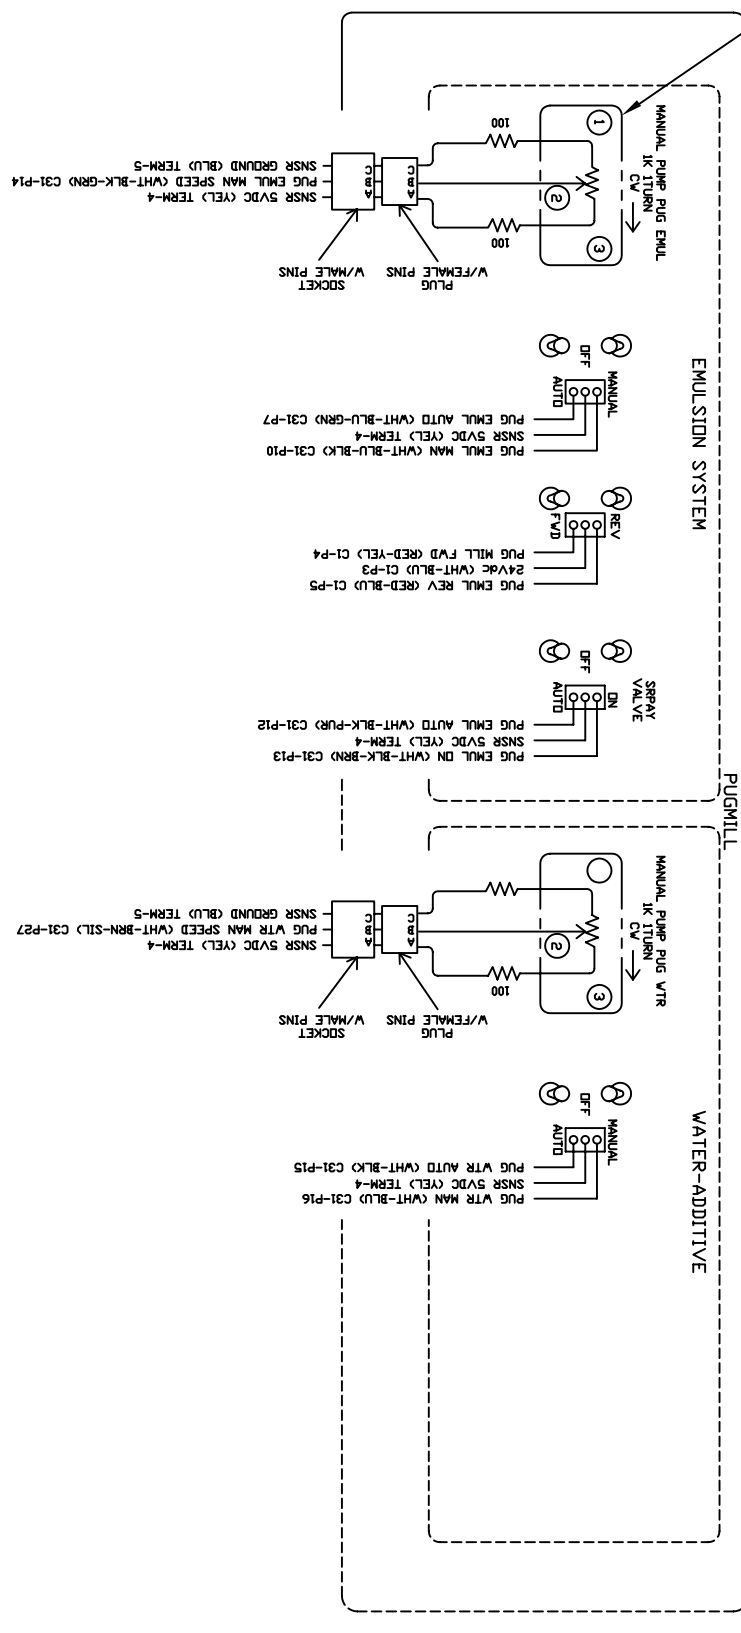 PUGMILL
EMULSION SYSTEM
MANUAL PUMP PUG EMUL
1K 1TURN
CW
1
2
3
100
100
C
B
A
C
B
A
SNSR GROUND (BLU) TERM-5
PUG EMUL MAN SPEED (WHT-BLK-GRN) C31-P14
SNSR 5VDC (YEL) TERM-4
SOCKET
W/MALE PINS
PLUG
W/FEMALE PINS
OFF
MANUAL
AUTO
PUG EMUL AUTO (WHT-BLU-GRN) C31-P7
SNSR 5VDC (YEL) TERM-4
PUG EMUL MAN (WHT-BLU-BLK) C31-P10
REV
FWD
PUG MILL FWD (RED-YEL) C1-P4
24Vdc (WHT-BLU) C1-P3
PUG EMUL REV (RED-BLU) C1-P5
SRPAY
VALVE
OFF
ON
AUTO
PUG EMUL AUTO (WHT-BLK-PUR) C31-P12
SNSR 5VDC (YEL) TERM-4
PUG EMUL ON (WHT-BLK-BRN) C31-P13
WATER-ADDITIVE
MANUAL PUMP PUG WTR
1K 1TURN
CW
2
3
100
C
B
A
C
B
A
SNSR GROUND (BLU) TERM-5
PUG WTR MAN SPEED (WHT-BRN-SIL) C31-P27
SNSR 5VDC (YEL) TERM-4
SOCKET
W/MALE PINS
PLUG
W/FEMALE PINS
OFF
MANUAL
AUTO
PUG WTR AUTO (WHT-BLK) C31-P15
SNSR 5VDC (YEL) TERM-4
PUG WTR MAN (WHT-BLU) C31-P16